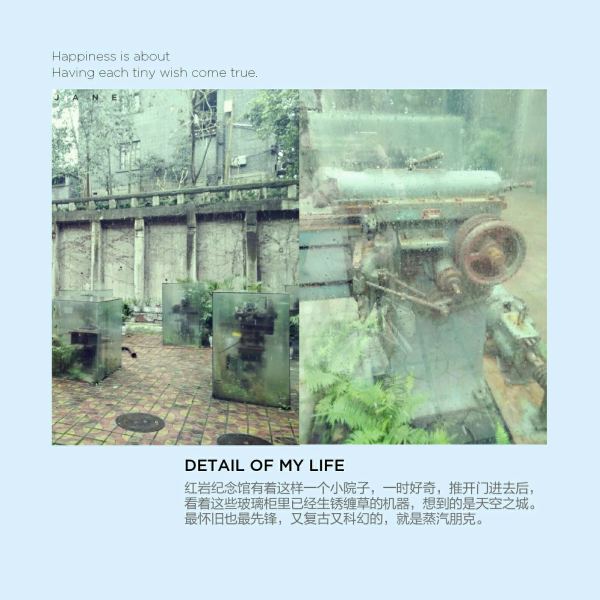 Happiness is about
Having each tiny wish come true.
JANE
DETAIL OF MY LIFE
红岩纪念馆有着这样一个小院子，一时好奇，推开门进去后，
看着这些玻璃柜里已经生锈缠草的机器，想到的是天空之城。
最怀旧也最先锋，又复古又科幻的，就是蒸汽朋克。